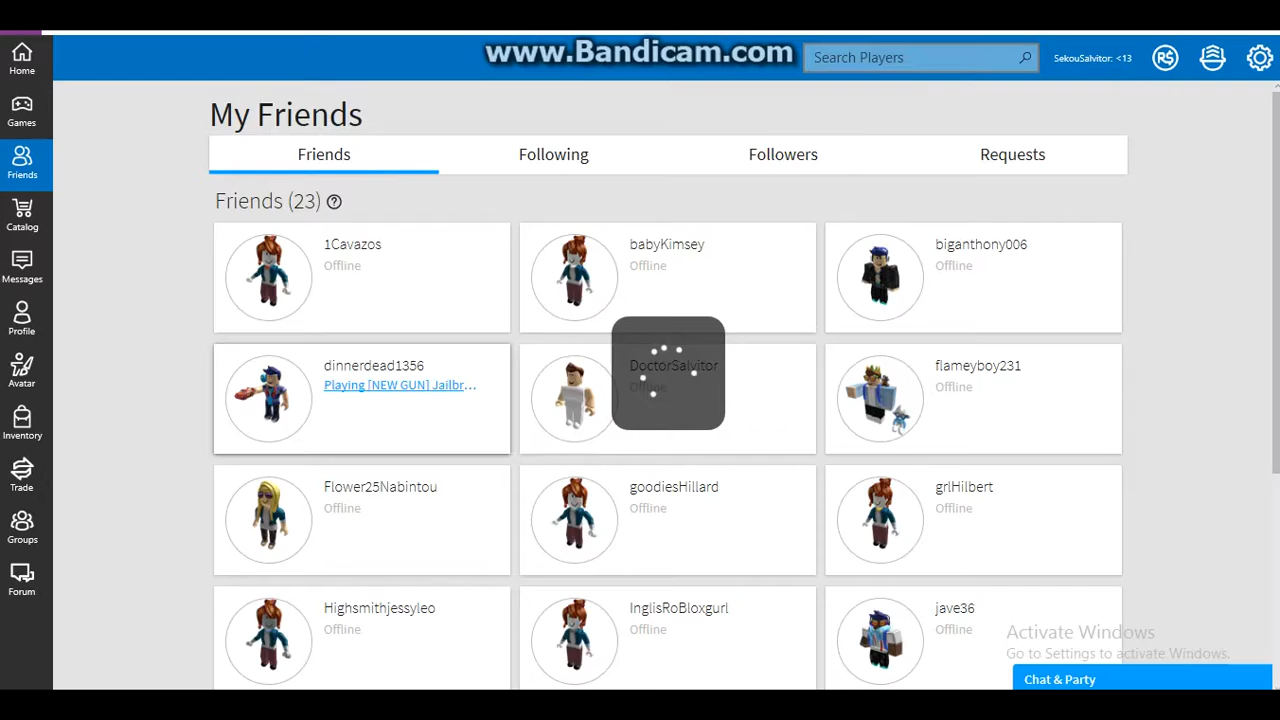 www.Bandicam.com
Search Players
SekouSalvitor: <13
R$
Home
Games
Friends
Catalog
Messages
Profile
Avatar
Inventory
Trade
Groups
Forum
My Friends
Friends
Following
Followers
Requests
Friends (23) ?
1Cavazos
Offline
babyKimsey
Offline
biganthony006
Offline
dinnerdead1356
Playing [NEW GUN] Jailbr...
DoctorSalvitor
Offline
flameyboy231
Offline
Flower25Nabintou
Offline
goodiesHillard
Offline
grlHilbert
Offline
Highsmithjessyleo
Offline
InglisRoBloxgurl
Offline
jave36
Offline
Activate Windows
Go to Settings to activate Windows.
Chat & Party